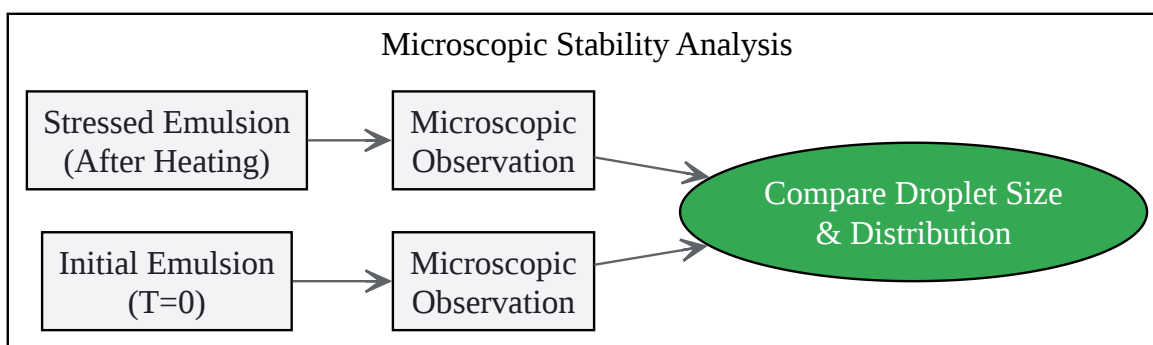 Microscopic Stability Analysis
Stressed Emulsion
(After Heating)
Microscopic
Observation
Initial Emulsion
(T=0)
Microscopic
Observation
Compare Droplet Size
& Distribution